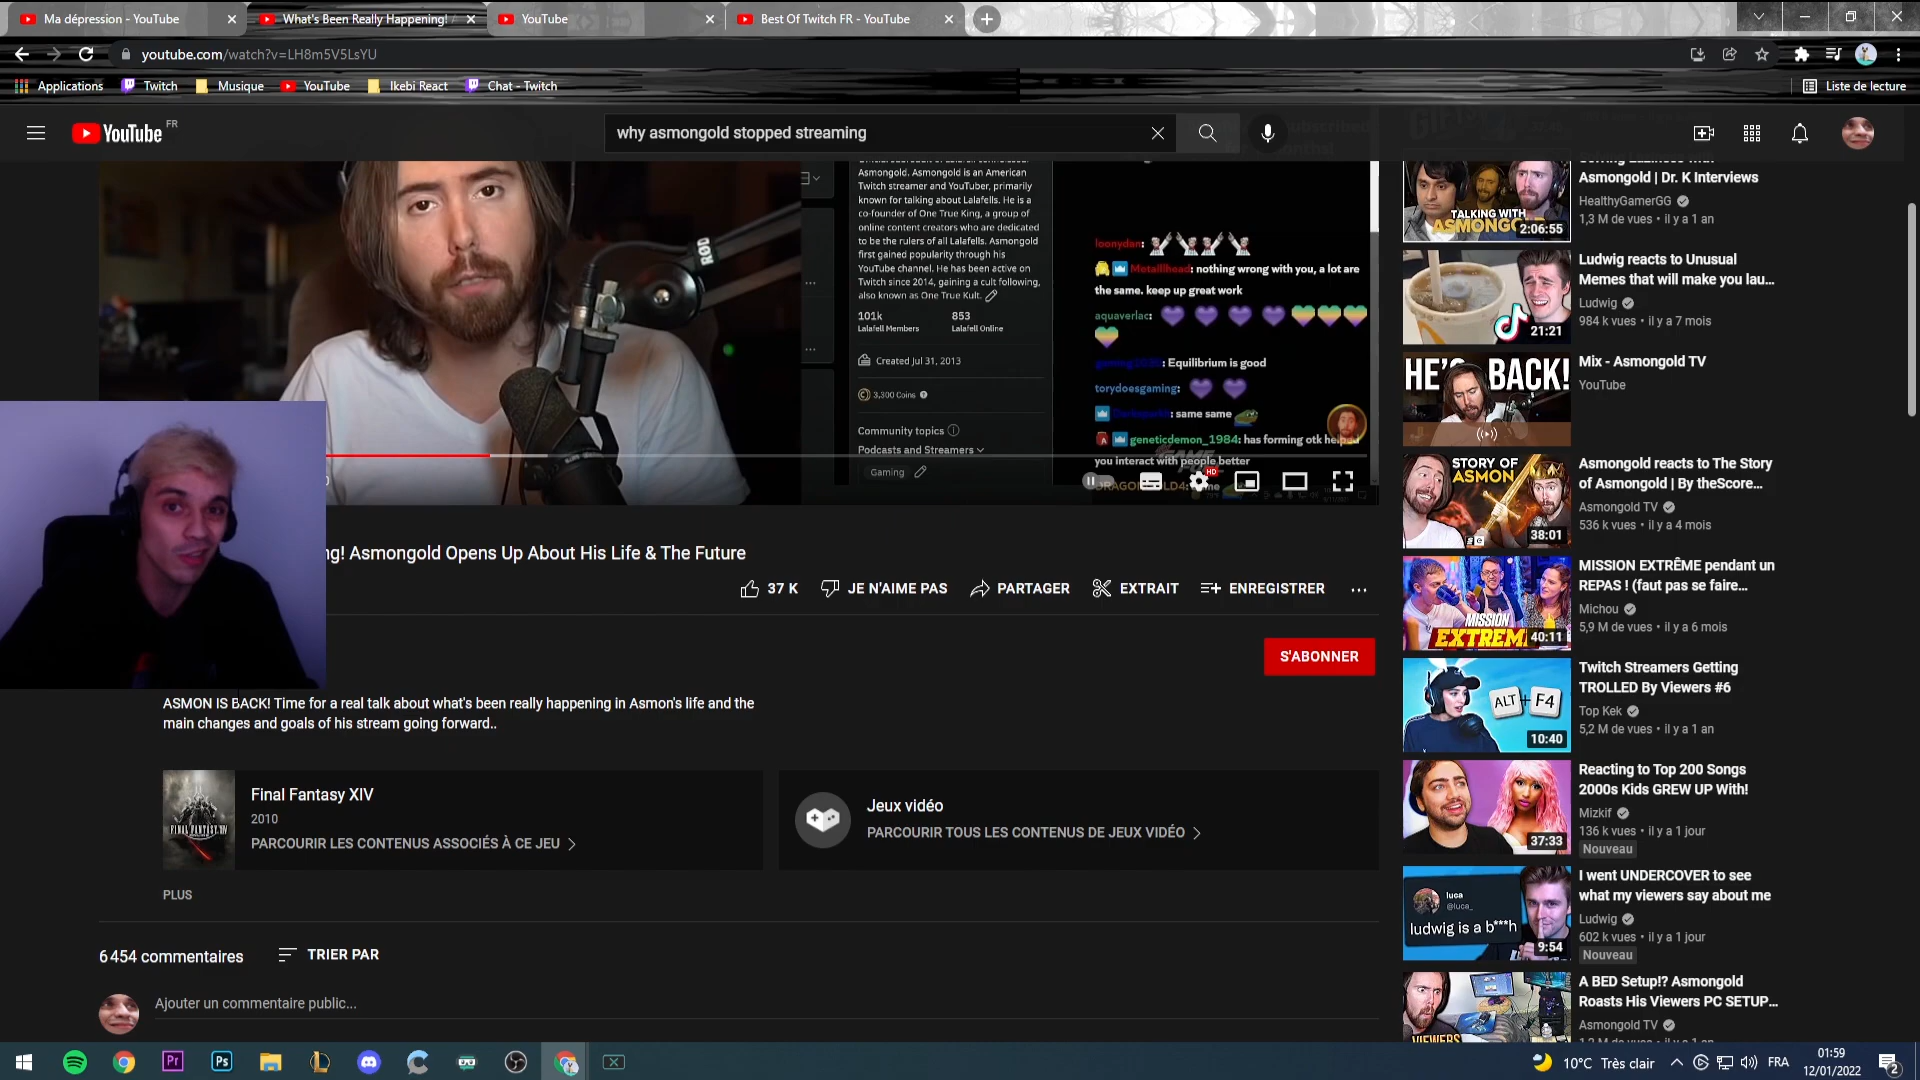 Ma dépression - YouTube
What's Been Really Happening!
YouTube
Best Of Twitch FR - YouTube
youtube.com/watch?v=LH8m5V5LsYU
Applications
Twitch
Musique
YouTube
Ikebi React
Chat - Twitch
Liste de lecture
YouTube FR
why asmongold stopped streaming
Asmongold. Asmongold is an American
Twitch streamer and YouTuber, primarily
known for talking about Lalafells. He is a
co-founder of One True King, a group of
online content creators who are dedicated
to be the rulers of all Lalafells. Asmongold
first gained popularity through his
YouTube channel. He has been active on
Twitch since 2014, gaining a cult following,
also known as One True Kult.
101k
853
Lalafell Members
Lalafell Online
Created Jul 31, 2013
3,300 Coins
Community topics
Podcasts and Streamers
Gaming
RØD
loonydan:
Metalllhead: nothing wrong with you, a lot are
the same. keep up great work
aquaverlac:
: Equilibrium is good
torydoesgaming:
: same same
geneticdemon_1984: has forming otk helped
you interact with people better
HD
ng! Asmongold Opens Up About His Life & The Future
37 K
JE N'AIME PAS
PARTAGER
EXTRAIT
ENREGISTRER
S'ABONNER
ASMON IS BACK! Time for a real talk about what's been really happening in Asmon's life and the
main changes and goals of his stream going forward..
FINAL FANTASY XIV
Final Fantasy XIV
2010
PARCOURIR LES CONTENUS ASSOCIÉS À CE JEU
Jeux vidéo
PARCOURIR TOUS LES CONTENUS DE JEUX VIDÉO
PLUS
6 454 commentaires
TRIER PAR
Ajouter un commentaire public...
TALKING WITH
ASMONGOLD
2:06:55
Asmongold | Dr. K Interviews
HealthyGamerGG
1,3 M de vues • il y a 1 an
21:21
Ludwig reacts to Unusual
Memes that will make you lau...
Ludwig
984 k vues • il y a 7 mois
HE'S BACK!
Mix - Asmongold TV
YouTube
STORY OF
ASMON
38:01
Asmongold reacts to The Story
of Asmongold | By theScore...
Asmongold TV
536 k vues • il y a 4 mois
MISSION
EXTREM
40:11
MISSION EXTRÊME pendant un
REPAS ! (faut pas se faire...
Michou
5,9 M de vues • il y a 6 mois
ALT + F4
10:40
Twitch Streamers Getting
TROLLED By Viewers #6
Top Kek
5,2 M de vues • il y a 1 an
37:33
Reacting to Top 200 Songs
2000s Kids GREW UP With!
Mizkif
136 k vues • il y a 1 jour
Nouveau
luca
@luca_
ludwig is a b***h
9:54
I went UNDERCOVER to see
what my viewers say about me
Ludwig
602 k vues • il y a 1 jour
Nouveau
VIEWERS
A BED Setup!? Asmongold
Roasts His Viewers PC SETUP...
Asmongold TV
Pr
Ps
10°C Très clair
FRA
01:59
12/01/2022
2